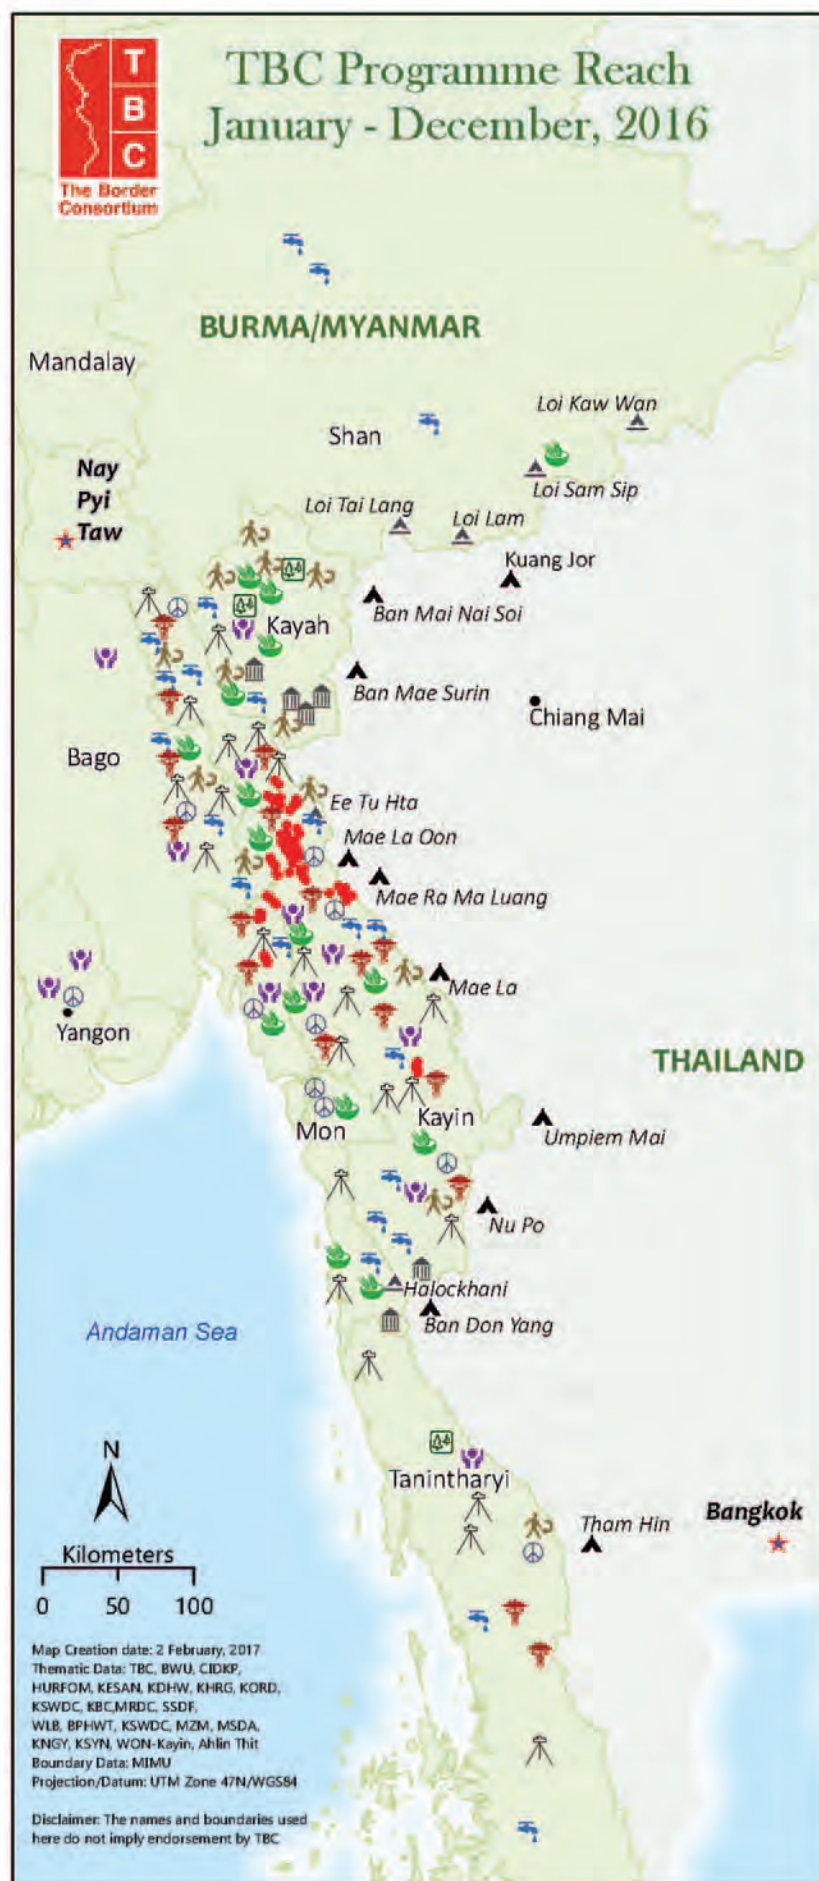 T
B
C
The Border
Consortium
TBC Programme Reach
January - December, 2016
BURMA/MYANMAR
Mandalay
Loi Kaw Wan
Shan
Nay
Pyi
Taw
Loi Sam Sip
Loi Tai Lang
Loi Lam
Kuang Jor
Ban Mai Nai Soi
Kayah
Ban Mae Surin
Chiang Mai
Bago
Ee Tu Hta
Mae La Oon
Mae Ra Ma Luang
Mae La
Yangon
THAILAND
Kayin
Mon
Umpiem Mai
Nu Po
Halockhani
Ban Don Yang
Andaman Sea
N
Tanintharyi
Tham Hin
Bangkok
Kilometers
0 50 100
Map Creation date: 2 February, 2017
Thematic Data: TBC, BWU, CIDKP,
HURFOM, KESAN, KDHW, KHRG, KORD,
KSWDC, KBC,MRDC, SSDF,
WLB, BPHWT, KSWDC, MZM, MSDA,
KNGY, KSYN, WON-Kayin, Ahlin Thit
Boundary Data: MIMU
Projection/Datum: UTM Zone 47N/WGS84
Disclaimer: The names and boundaries used
here do not imply endorsement by TBC